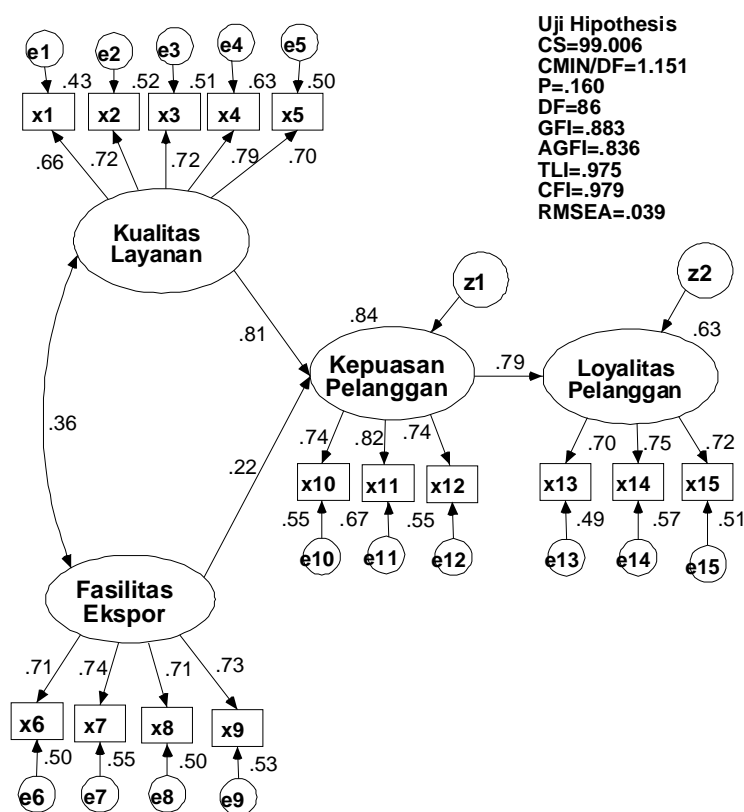 Uji Hipothesis
CS=99.006
CMIN/DF=1.151
P=.160
DF=86
GFI=.883
AGFI=.836
TLI=.975
CFI=.979
RMSEA=.039
e1 e2 e3 e4 e5
.43 .52 .51 .63 .50
x1 x2 x3 x4 x5
.66 .72 .72 .79 .70
Kualitas
Layanan
z1 z2
.81 .84 .63
Kepuasan
Pelanggan
.79
Loyalitas
Pelanggan
.36
.22
.74 .82 .74 .70 .75 .72
x10 x11 x12 x13 x14 x15
.55 .67 .55 .49 .57 .51
e10 e11 e12 e13 e14 e15
Fasilitas
Ekspor
.71 .74 .71 .73
x6 x7 x8 x9
.50 .55 .50 .53
e6 e7 e8 e9